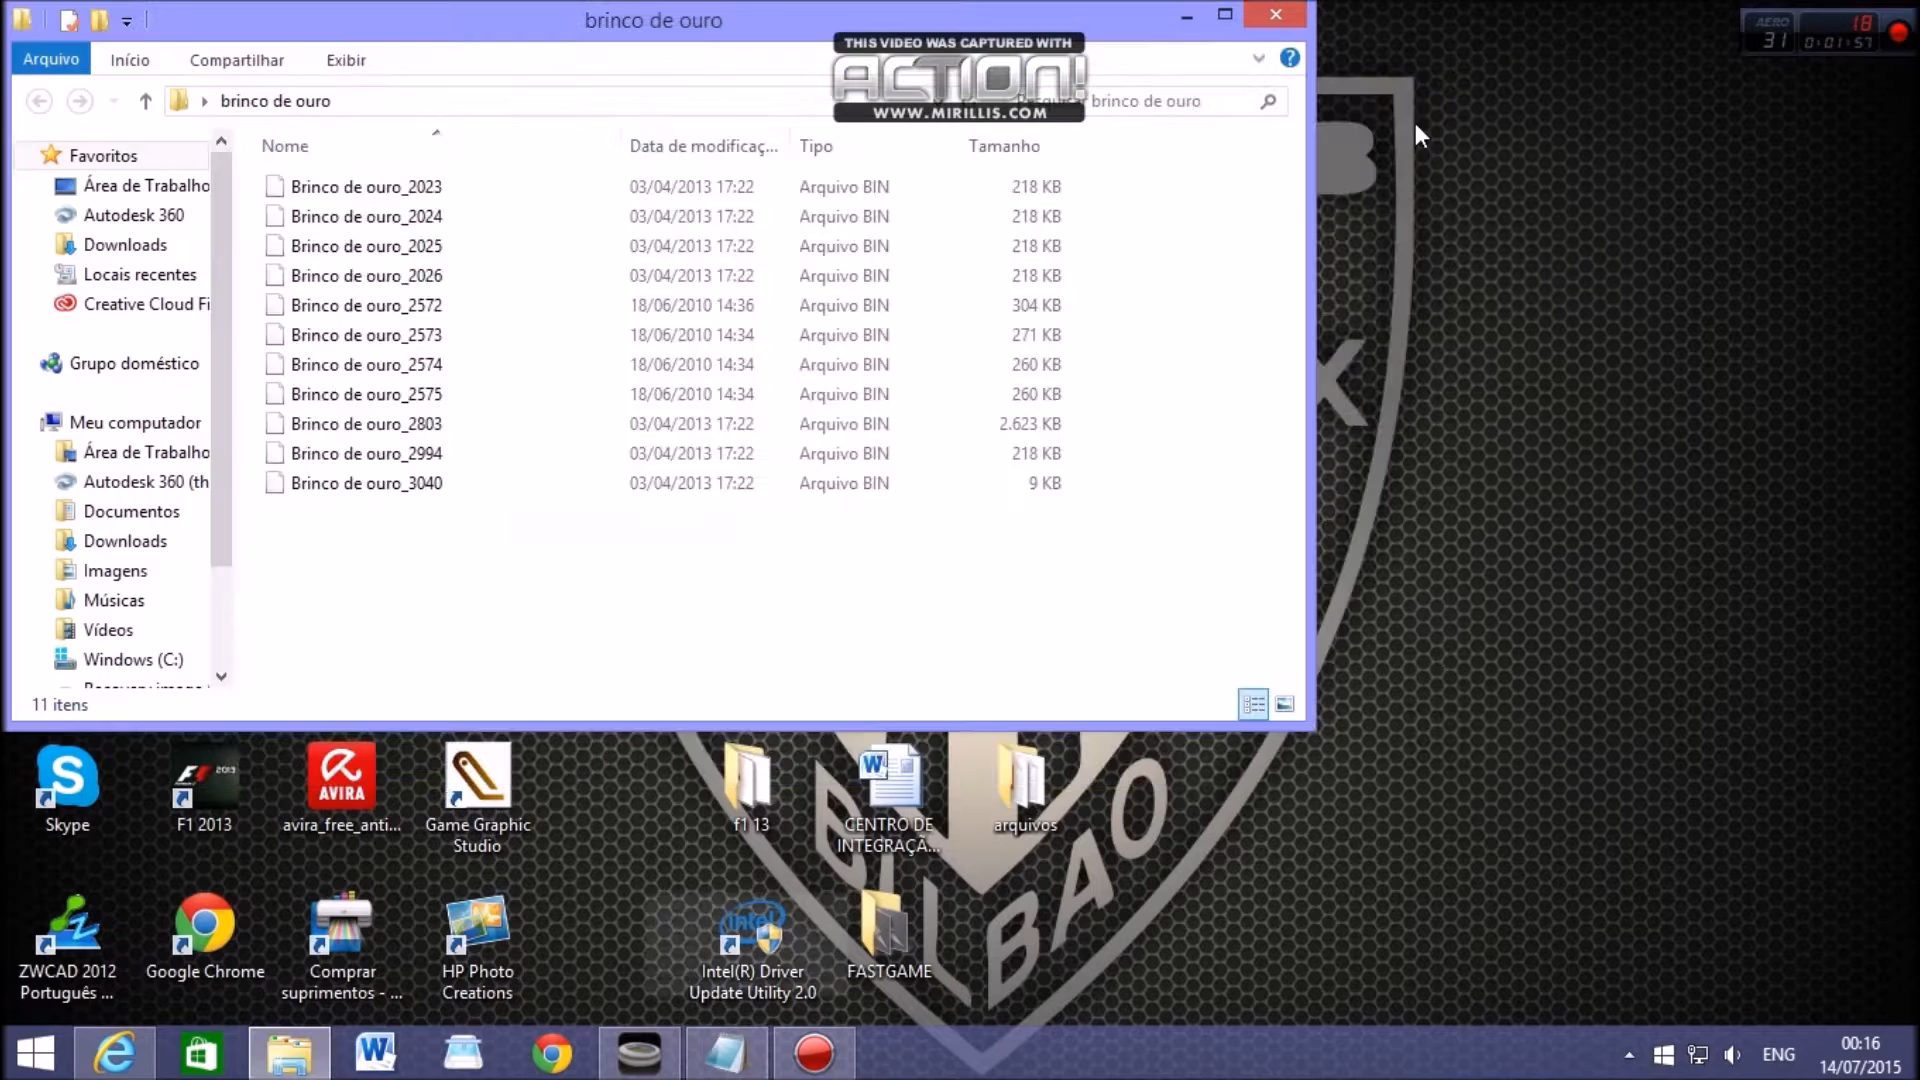 brinco de ouro
AERO
31
18
0:01:57
THIS VIDEO WAS CAPTURED WITH
ACTION!
WWW.MIRILLIS.COM
Arquivo Início Compartilhar Exibir
brinco de ouro
brinco de ouro
Nome Data de modificaç... Tipo Tamanho
Favoritos
Área de Trabalho
Autodesk 360
Downloads
Locais recentes
Creative Cloud Fi
Grupo doméstico
Meu computador
Área de Trabalho
Autodesk 360 (th
Documentos
Downloads
Imagens
Músicas
Vídeos
Windows (C:)
Brinco de ouro_2023 03/04/2013 17:22 Arquivo BIN 218 KB
Brinco de ouro_2024 03/04/2013 17:22 Arquivo BIN 218 KB
Brinco de ouro_2025 03/04/2013 17:22 Arquivo BIN 218 KB
Brinco de ouro_2026 03/04/2013 17:22 Arquivo BIN 218 KB
Brinco de ouro_2572 18/06/2010 14:36 Arquivo BIN 304 KB
Brinco de ouro_2573 18/06/2010 14:34 Arquivo BIN 271 KB
Brinco de ouro_2574 18/06/2010 14:34 Arquivo BIN 260 KB
Brinco de ouro_2575 18/06/2010 14:34 Arquivo BIN 260 KB
Brinco de ouro_2803 03/04/2013 17:22 Arquivo BIN 2.623 KB
Brinco de ouro_2994 03/04/2013 17:22 Arquivo BIN 218 KB
Brinco de ouro_3040 03/04/2013 17:22 Arquivo BIN 9 KB
11 itens
Skype
F1 2013
avira_free_anti...
Game Graphic
Studio
f1 13
CENTRO DE
INTEGRAÇÃ...
arquivos
AVIRA
ZWCAD 2012
Português ...
Google Chrome
Comprar
suprimentos - ...
HP Photo
Creations
intel
Intel(R) Driver
Update Utility 2.0
FASTGAME
BAO
ENG
00:16
14/07/2015